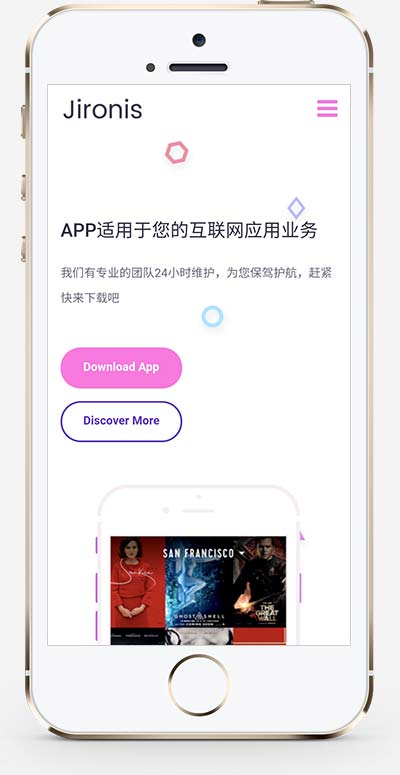 Jironis
APP适用于您的互联网应用业务
我们有专业的团队24小时维护，为您保驾护航，赶紧
快来下载吧
Download App
Discover More
SAN FRANCISCO
GHOST SHELL
COMING SOON
THE
GREAT
WALL